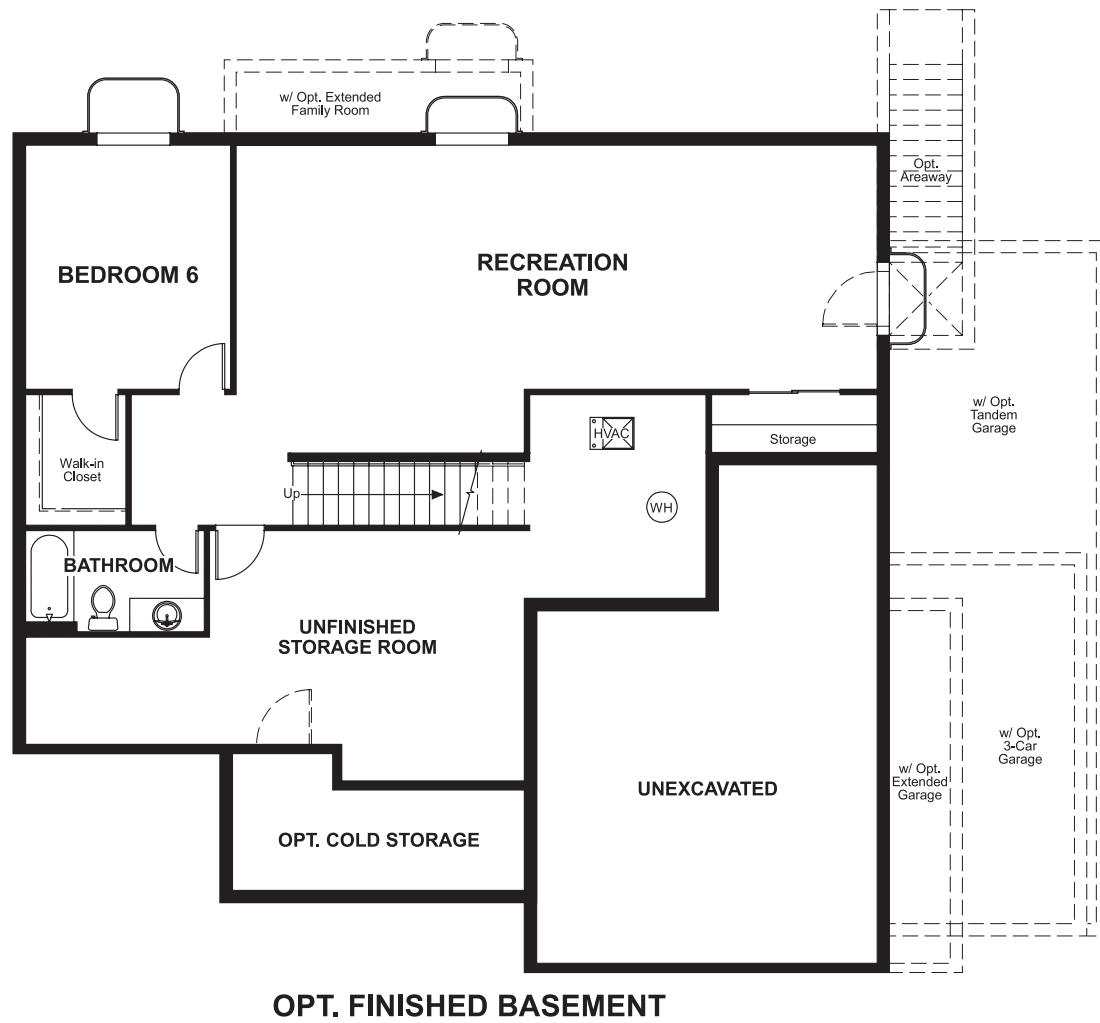 w/ Opt. Extended
Family Room
Opt.
Areaway
BEDROOM 6
RECREATION
ROOM
w/ Opt.
Tandem
Garage
HVAC
Storage
Walk-in
Closet
Up
WH
BATHROOM
UNFINISHED
STORAGE ROOM
w/ Opt.
3-Car
Garage
w/ Opt.
Extended
Garage
UNEXCAVATED
OPT. COLD STORAGE
OPT. FINISHED BASEMENT